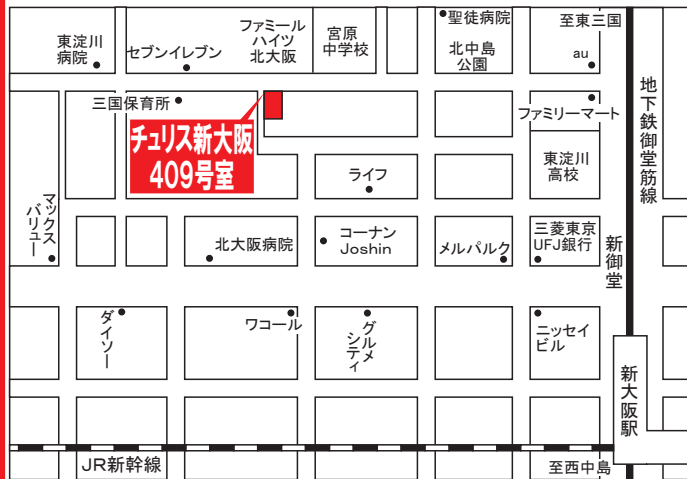 聖徒病院
至東三国
東淀川
病院
セブンイレブン
ファミール
ハイツ
北大阪
宮原
中学校
北中島
公園
au
三国保育所
ファミリーマート
地下鉄御堂筋線
チュリス新大阪
409号室
東淀川
高校
ライフ
マックス
バリュー
北大阪病院
コーナン
Joshin
メルパルク
三菱東京
UFJ銀行
新御堂
ダイソー
ワコール
グルメ
シティ
ニッセイ
ビル
新大阪駅
JR新幹線
至西中島